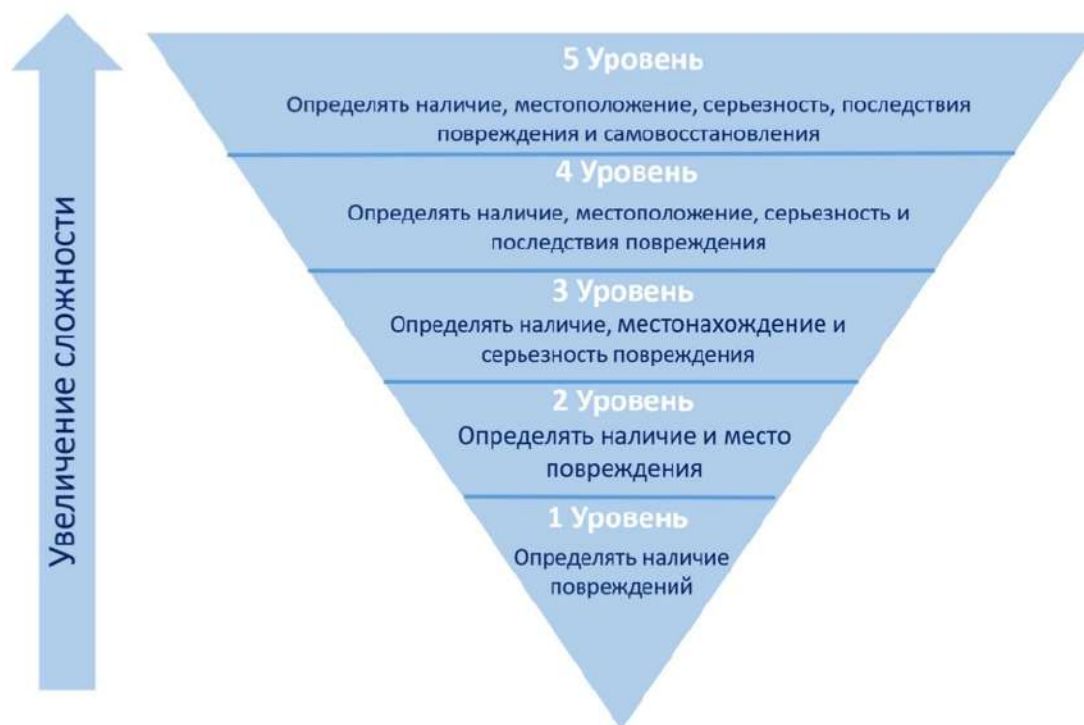 Увеличение сложности
5 Уровень
Определять наличие, местоположение, серьезность, последствия
повреждения и самовосстановления
4 Уровень
Определять наличие, местоположение, серьезность и
последствия повреждения
3 Уровень
Определять наличие, местонахождение и
серьезность повреждения
2 Уровень
Определять наличие и место
повреждения
1 Уровень
Определять наличие
повреждений